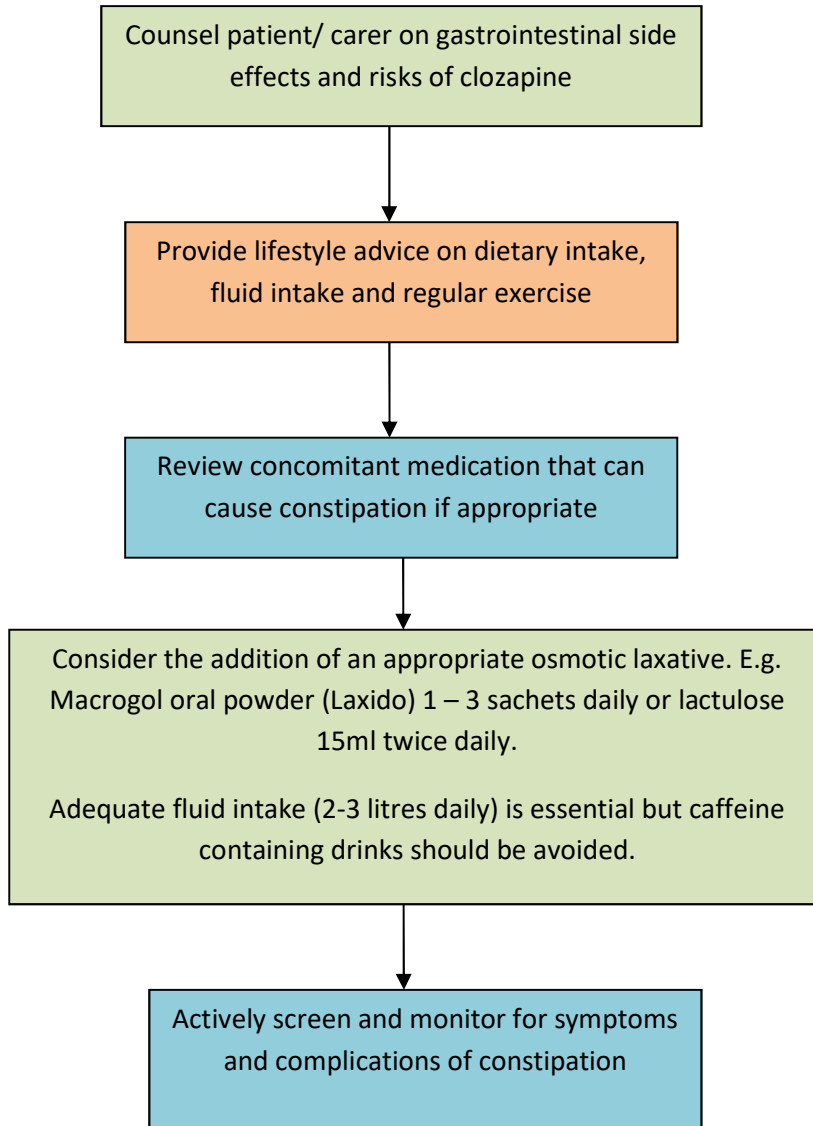 Counsel patient/ carer on gastrointestinal side
effects and risks of clozapine
Provide lifestyle advice on dietary intake,
fluid intake and regular exercise
Review concomitant medication that can
cause constipation if appropriate
Consider the addition of an appropriate osmotic laxative. E.g.
Macrogol oral powder (Laxido) 1 – 3 sachets daily or lactulose
15ml twice daily.
Adequate fluid intake (2-3 litres daily) is essential but caffeine
containing drinks should be avoided.
Actively screen and monitor for symptoms
and complications of constipation